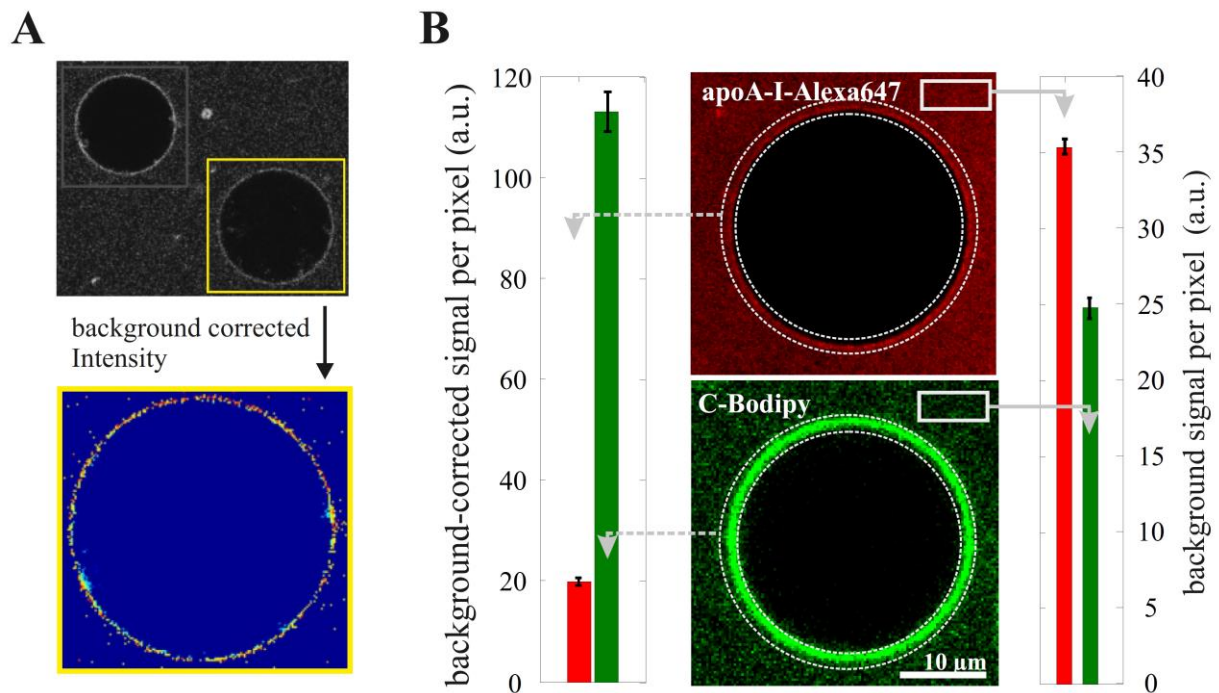 A
background corrected
Intensity
B
background-corrected signal per pixel (a.u.)
120
100
80
60
40
20
0
apoA-I-Alexa647
C-Bodipy
10 µm
40
35
30
25
20
15
10
5
0
background signal per pixel (a.u.)